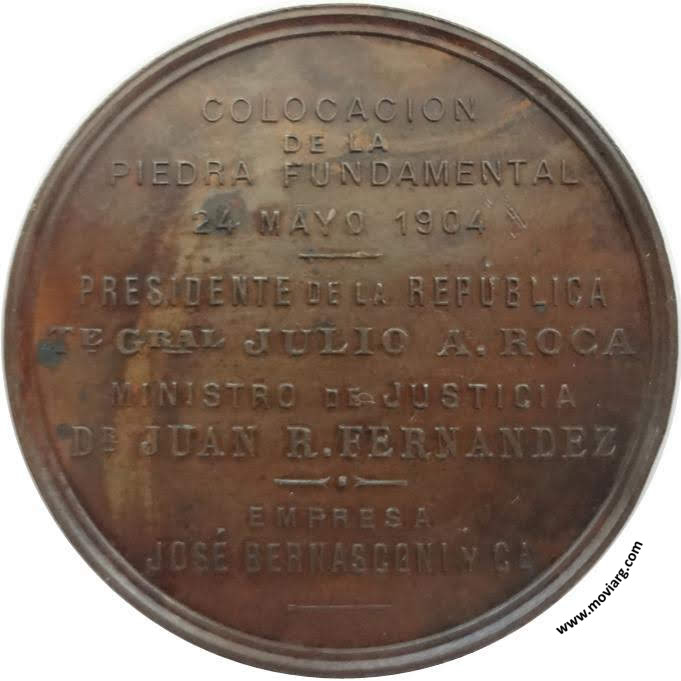 COLOCACION
DE LA
PIEDRA FUNDAMENTAL
24 MAYO 1904
PRESIDENTE DE LA REPÚBLICA
TE GRAL JULIO A. ROCA
MINISTRO DE JUSTICIA
DR JUAN R. FERNANDEZ
EMPRESA
JOSÉ BERNASCONI Y CA
www.moviarg.com